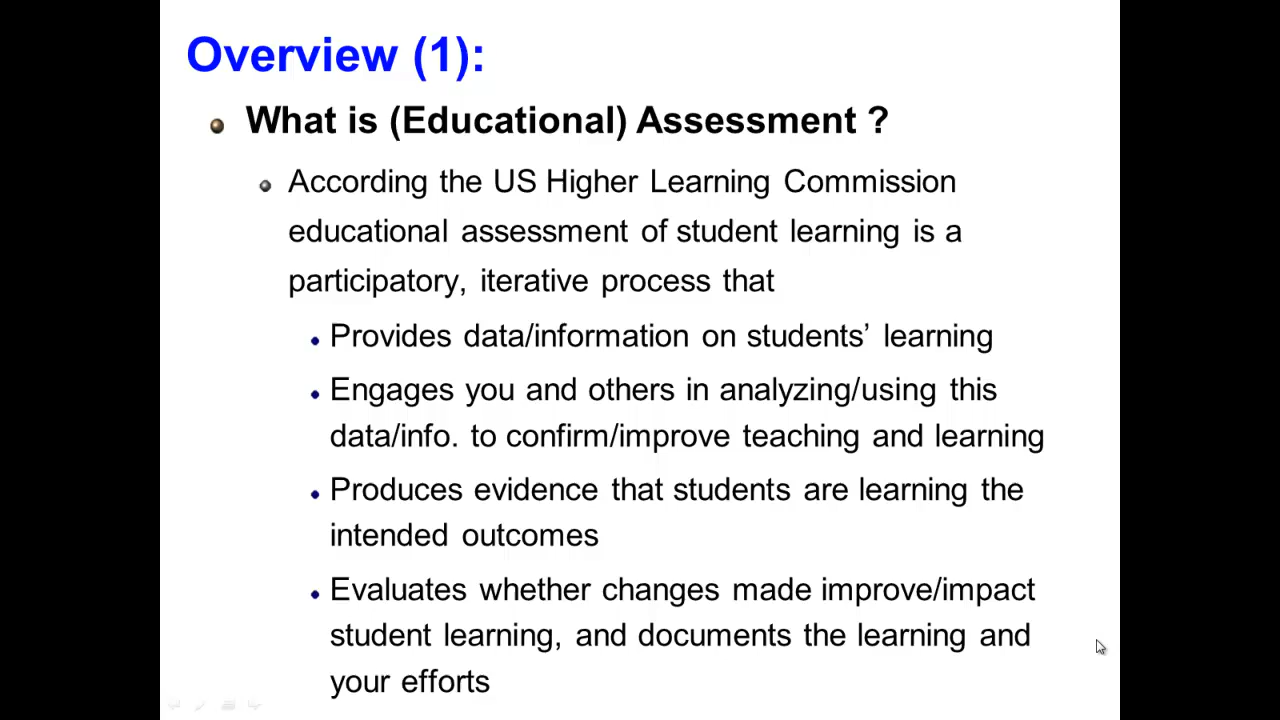 Overview (1):
What is (Educational) Assessment ?
According the US Higher Learning Commission
educational assessment of student learning is a
participatory, iterative process that
Provides data/information on students’ learning
Engages you and others in analyzing/using this
data/info. to confirm/improve teaching and learning
Produces evidence that students are learning the
intended outcomes
Evaluates whether changes made improve/impact
student learning, and documents the learning and
your efforts